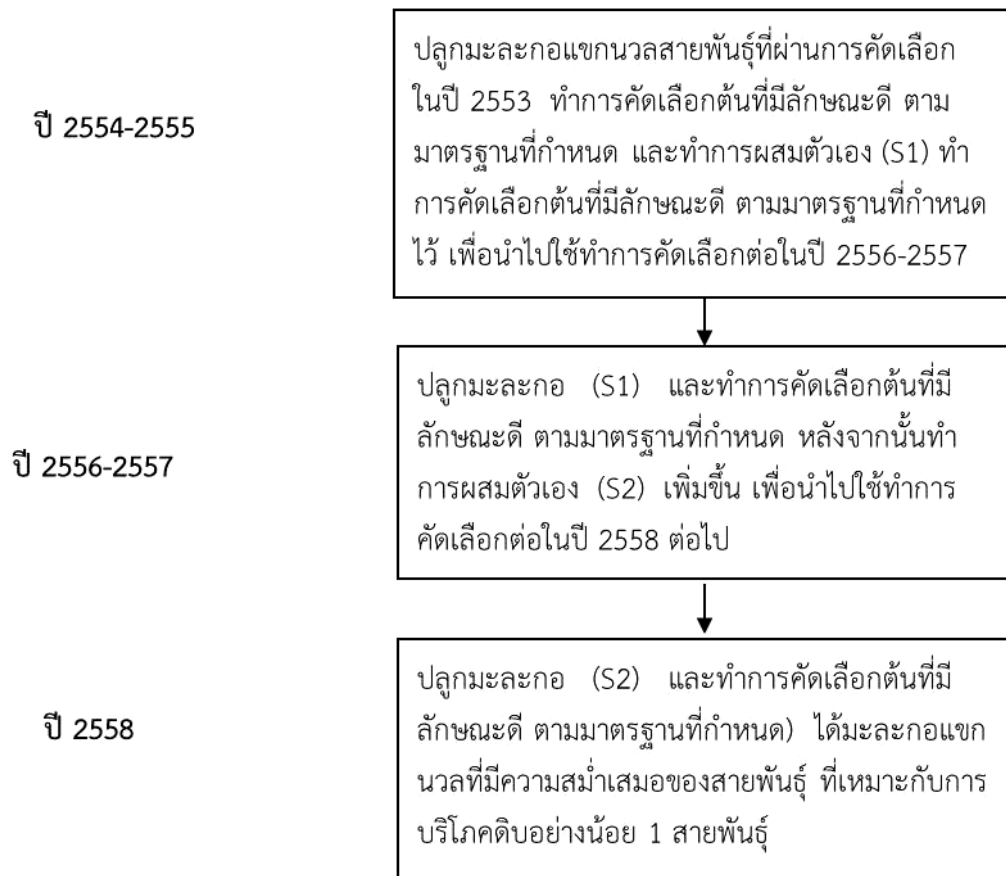 ปลูกมะละกอแขกนวลสายพันธุ์ที่ผ่านการคัดเลือก
ในปี 2553 ทำการคัดเลือกต้นที่มีลักษณะดี ตาม
ปี 2554-2555
มาตรฐานที่กำหนด และทำการผสมตัวเอง (S1) ทำ
การคัดเลือกต้นที่มีลักษณะดี ตามมาตรฐานที่กำหนด
ไว้ เพื่อนำไปใช้ทำการคัดเลือกต่อในปี 2556-2557
ปลูกมะละกอ (S1) และทำการคัดเลือกต้นที่มี
ลักษณะดี ตามมาตรฐานที่กำหนด หลังจากนั้นทำ
ปี 2556-2557
การผสมตัวเอง (S2) เพิ่มขึ้น เพื่อนำไปใช้ทำการ
คัดเลือกต่อในปี 2558 ต่อไป
ปลูกมะละกอ (S2) และทำการคัดเลือกต้นที่มี
ปี 2558
ลักษณะดี ตามมาตรฐานที่กำหนด) ได้มะละกอแขก
นวลที่มีความสม่ำเสมอของสายพันธุ์ ที่เหมาะกับการ
บริโภคดิบอย่างน้อย 1 สายพันธุ์